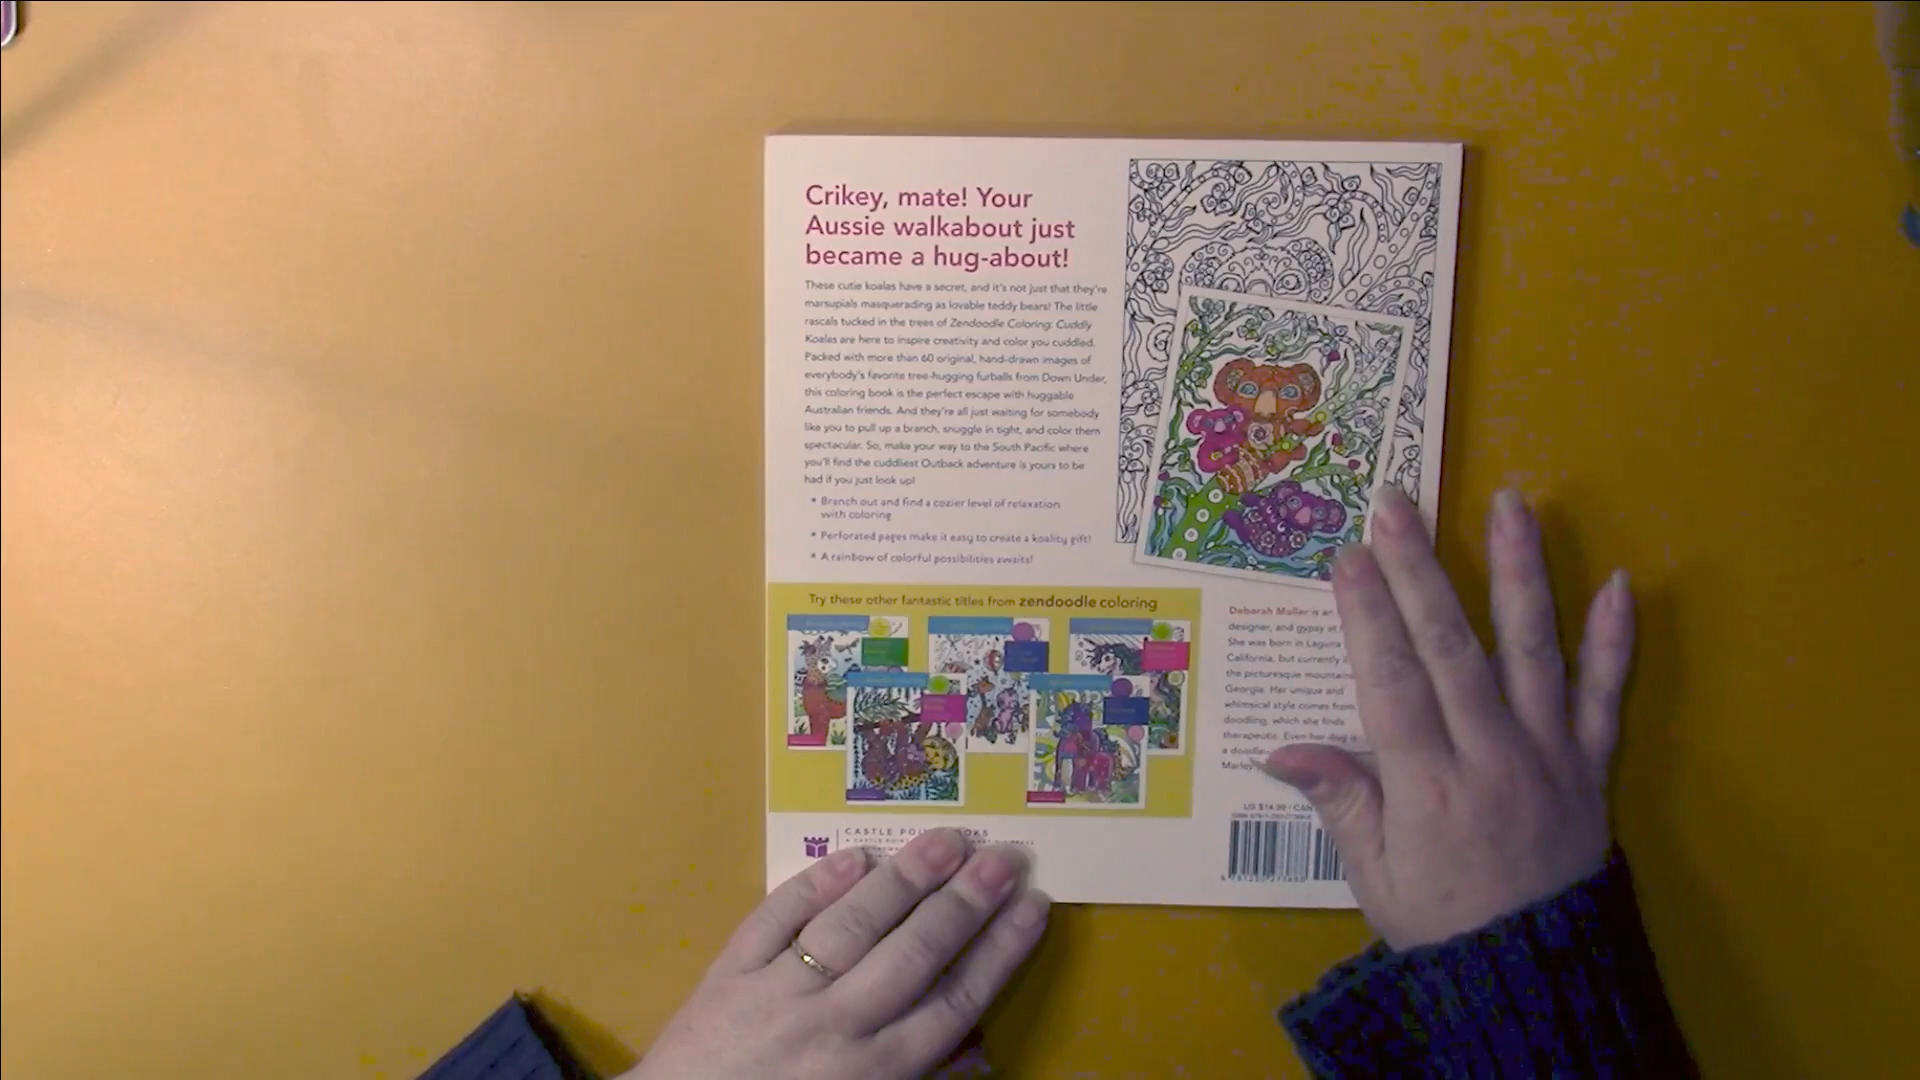 Crikey, mate! Your
Aussie walkabout just
became a hug-about!
These cutie koalas have a secret, and it's not just that they're
marsupials masquerading as lovable teddy bears! The little
rascals tucked in the trees of Zendoodle Coloring: Cuddly
Koalas are here to inspire creativity and color you cuddled.
Packed with more than 60 original, hand-drawn images of
everybody's favorite tree-hugging furballs from Down Under,
this coloring book is the perfect escape with huggable
Australian friends. And they're all just waiting for somebody
like you to pull up a branch, snuggle in tight, and color them
spectacular. So, make your way to the South Pacific where
you'll find the cuddliest Outback adventure is yours to be
had if you just look up!
* Branch out and find a cozier level of relaxation
with coloring
* Perforated pages make it easy to create a koality gift!
* A rainbow of colorful possibilities awaits!
Try these other fantastic titles from zendoodle coloring
Deborah Muller is an
designer, and gypsy at
She was born in Laguna
California, but currently
the picturesque mountains
Georgia. Her unique and
whimsical style comes from
doodling, which she finds
therapeutic. Even her dog is
a doodle
Marley
US $14.99 / CAN
CASTLE